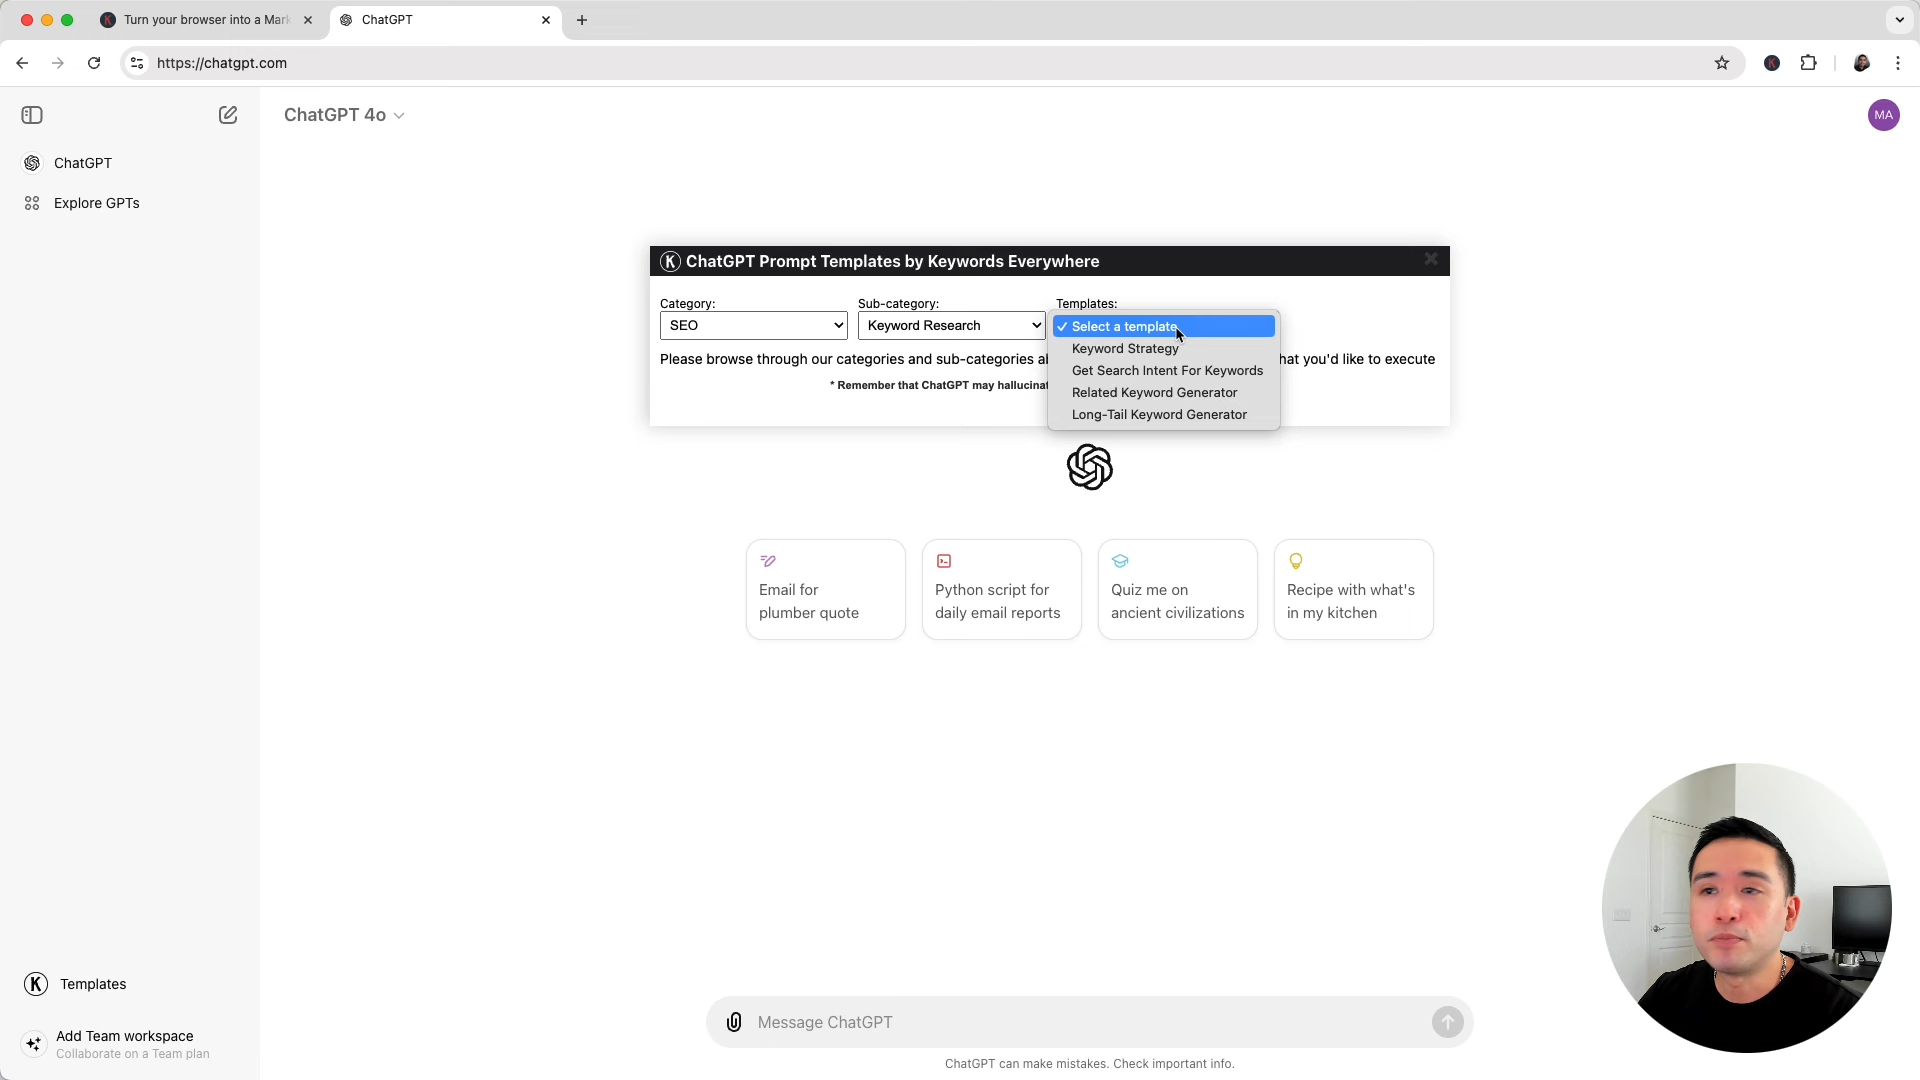 Turn your browser into a Mark
ChatGPT
https://chatgpt.com
ChatGPT 4o
MA
ChatGPT
Explore GPTs
K ChatGPT Prompt Templates by Keywords Everywhere
Category:
Sub-category:
Templates:
SEO
Keyword Research
✓ Select a template
Keyword Strategy
Get Search Intent For Keywords
Related Keyword Generator
Long-Tail Keyword Generator
Please browse through our categories and sub-categories hat you'd like to execute
* Remember that ChatGPT may
Email for
plumber quote
Python script for
daily email reports
Quiz me on
ancient civilizations
Recipe with what's
in my kitchen
K Templates
Add Team workspace
Collaborate on a Team plan
Message ChatGPT
ChatGPT can make mistakes. Check important info.